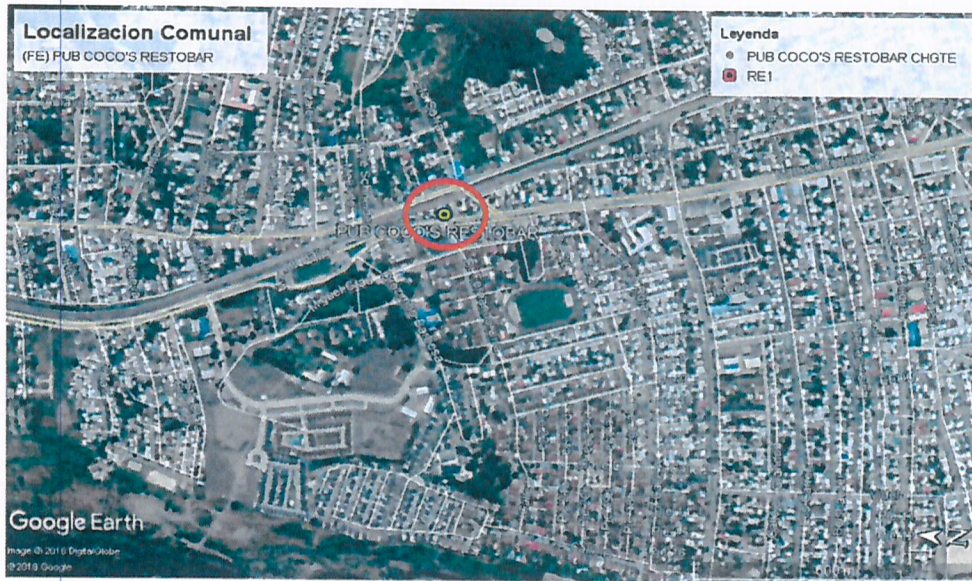 Localizacion Comunal
(FE) PUB COCO'S RESTOBAR
Leyenda
PUB COCO'S RESTOBAR CHGTE
RE1
PUB COCO'S RESTOBAR
Google Earth
Image © 2018 DigitalGlobe
© 2018 Google
N